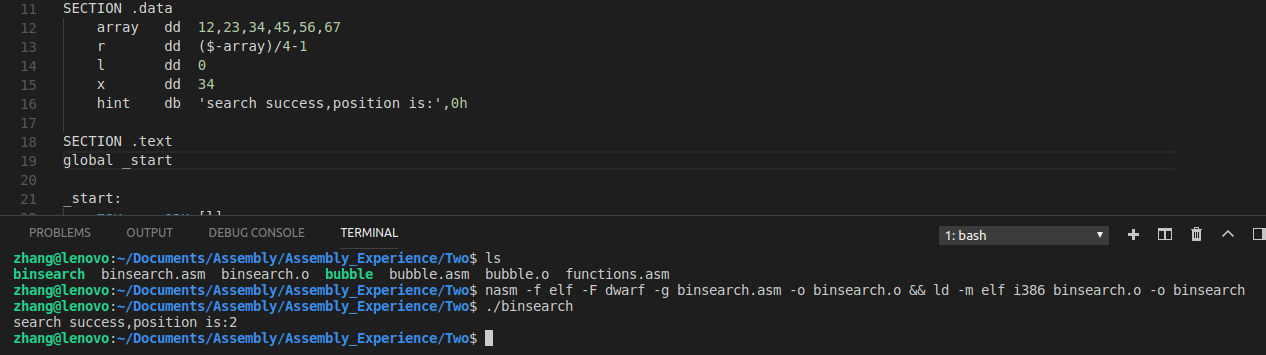 11 SECTION .data
12 array dd 12,23,34,45,56,67
13 r dd ($-array)/4-1
14 l dd 0
15 x dd 34
16 hint db 'search success,position is:',0h
17
18 SECTION .text
19 global _start
20
21 _start:
PROBLEMS OUTPUT DEBUG CONSOLE TERMINAL 1: bash
zhang@lenovo:~/Documents/Assembly/Assembly_Experience/Two$ ls
binsearch binsearch.asm binsearch.o bubble bubble.asm bubble.o functions.asm
zhang@lenovo:~/Documents/Assembly/Assembly_Experience/Two$ nasm -f elf -F dwarf -g binsearch.asm -o binsearch.o && ld -m elf i386 binsearch.o -o binsearch
zhang@lenovo:~/Documents/Assembly/Assembly_Experience/Two$ ./binsearch
search success,position is:2
zhang@lenovo:~/Documents/Assembly/Assembly_Experience/Two$